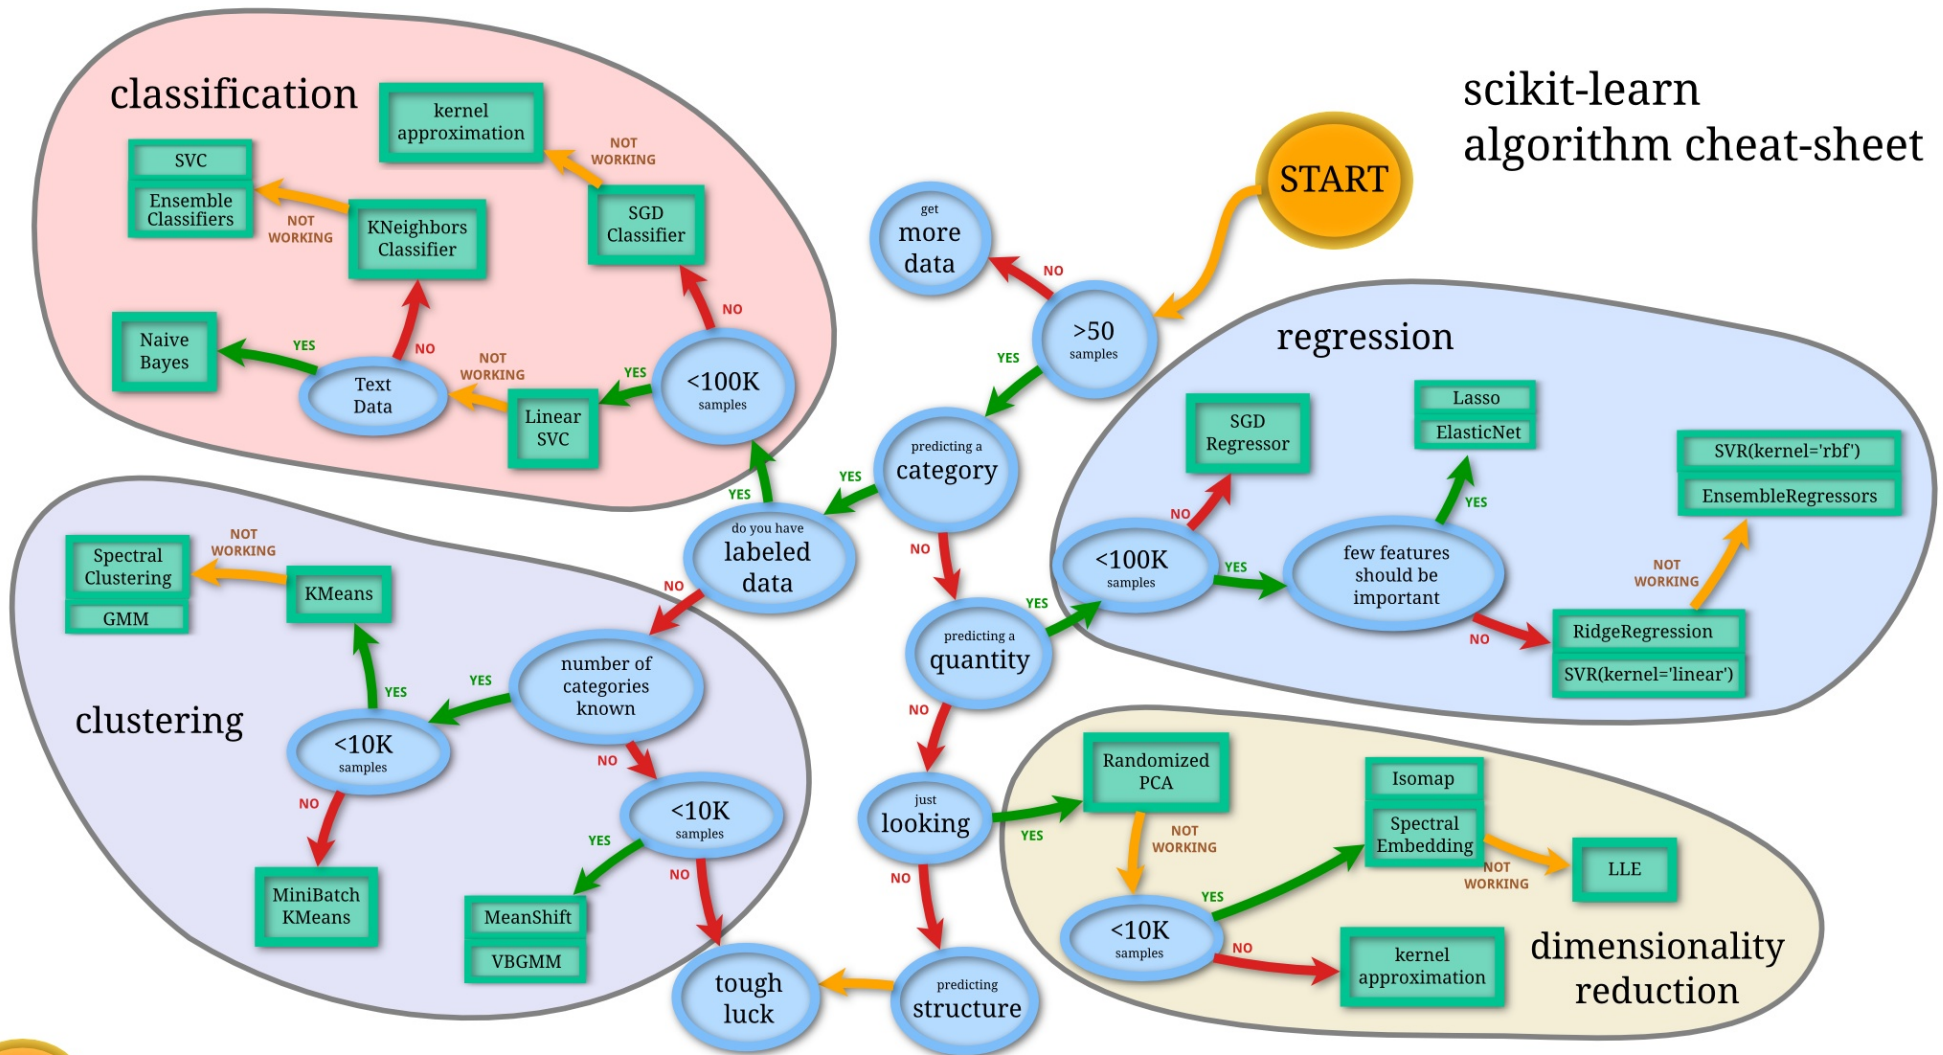 scikit-learn
algorithm cheat-sheet
START
get
more
data
NO
>50
samples
YES
predicting a
category
YES
NO
do you have
labeled
data
YES
NO
predicting a
quantity
YES
NO
just
looking
YES
NO
predicting
structure
tough
luck
classification
kernel
approximation
NOT
WORKING
SVC
Ensemble
Classifiers
NOT
WORKING
KNeighbors
Classifier
SGD
Classifier
NO
Naive
Bayes
YES
NO
Text
Data
NOT
WORKING
Linear
SVC
YES
<100K
samples
regression
SGD
Regressor
Lasso
ElasticNet
SVR(kernel='rbf')
EnsembleRegressors
NO
YES
<100K
samples
YES
few features
should be
important
NOT
WORKING
NO
RidgeRegression
SVR(kernel='linear')
clustering
Spectral
Clustering
GMM
NOT
WORKING
KMeans
number of
categories
known
YES
YES
<10K
samples
NO
NO
<10K
samples
YES
NO
MiniBatch
KMeans
MeanShift
VBGMM
dimensionality
reduction
Randomized
PCA
NOT
WORKING
Isomap
Spectral
Embedding
NOT
WORKING
LLE
YES
<10K
samples
NO
kernel
approximation